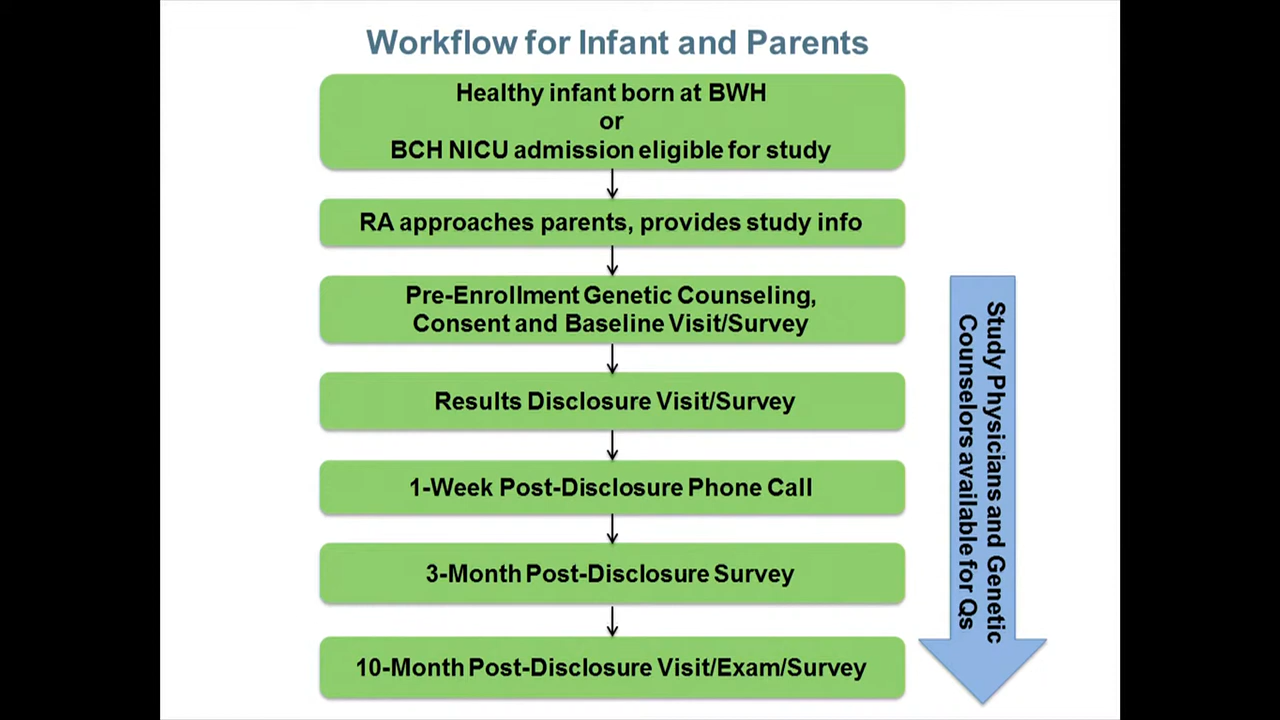 Workflow for Infant and Parents
Healthy infant born at BWH
or
BCH NICU admission eligible for study
RA approaches parents, provides study info
Pre-Enrollment Genetic Counseling,
Consent and Baseline Visit/Survey
Results Disclosure Visit/Survey
1-Week Post-Disclosure Phone Call
3-Month Post-Disclosure Survey
10-Month Post-Disclosure Visit/Exam/Survey
Study Physicians and Genetic
Counselors available for Qs